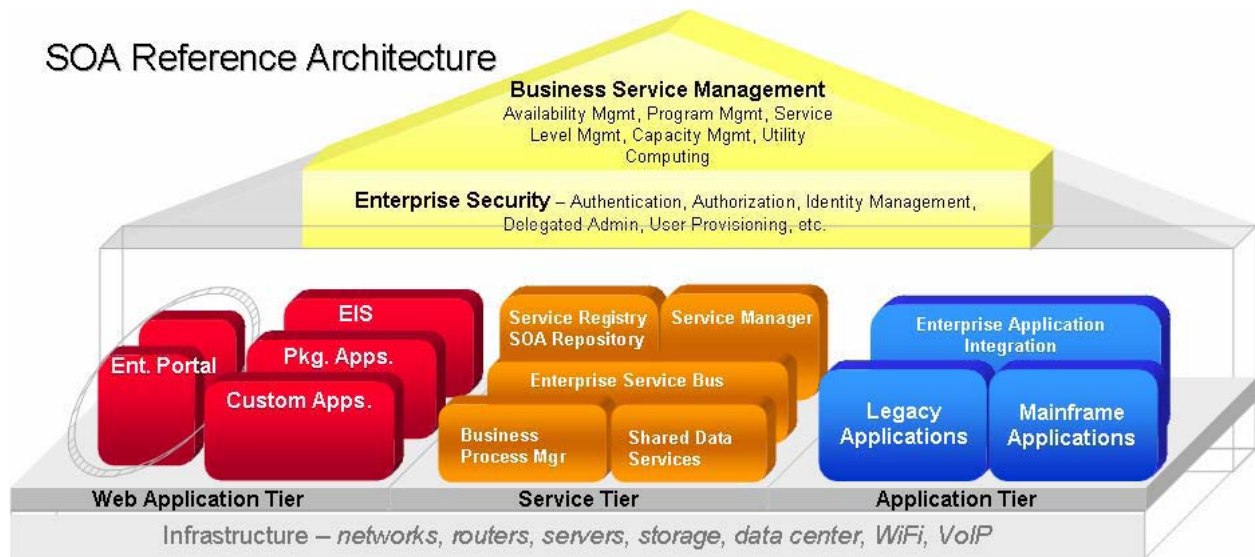 SOA Reference Architecture
Business Service Management
Availability Mgmt, Program Mgmt, Service
Level Mgmt, Capacity Mgmt, Utility
Computing
Enterprise Security – Authentication, Authorization, Identity Management,
Delegated Admin, User Provisioning, etc.
Ent. Portal
EIS
Pkg. Apps.
Custom Apps.
Service Registry
SOA Repository
Service Manager
Enterprise Service Bus
Business
Process Mgr
Shared Data
Services
Enterprise Application
Integration
Legacy
Applications
Mainframe
Applications
Web Application Tier
Service Tier
Application Tier
Infrastructure – networks, routers, servers, storage, data center, WiFi, VoIP